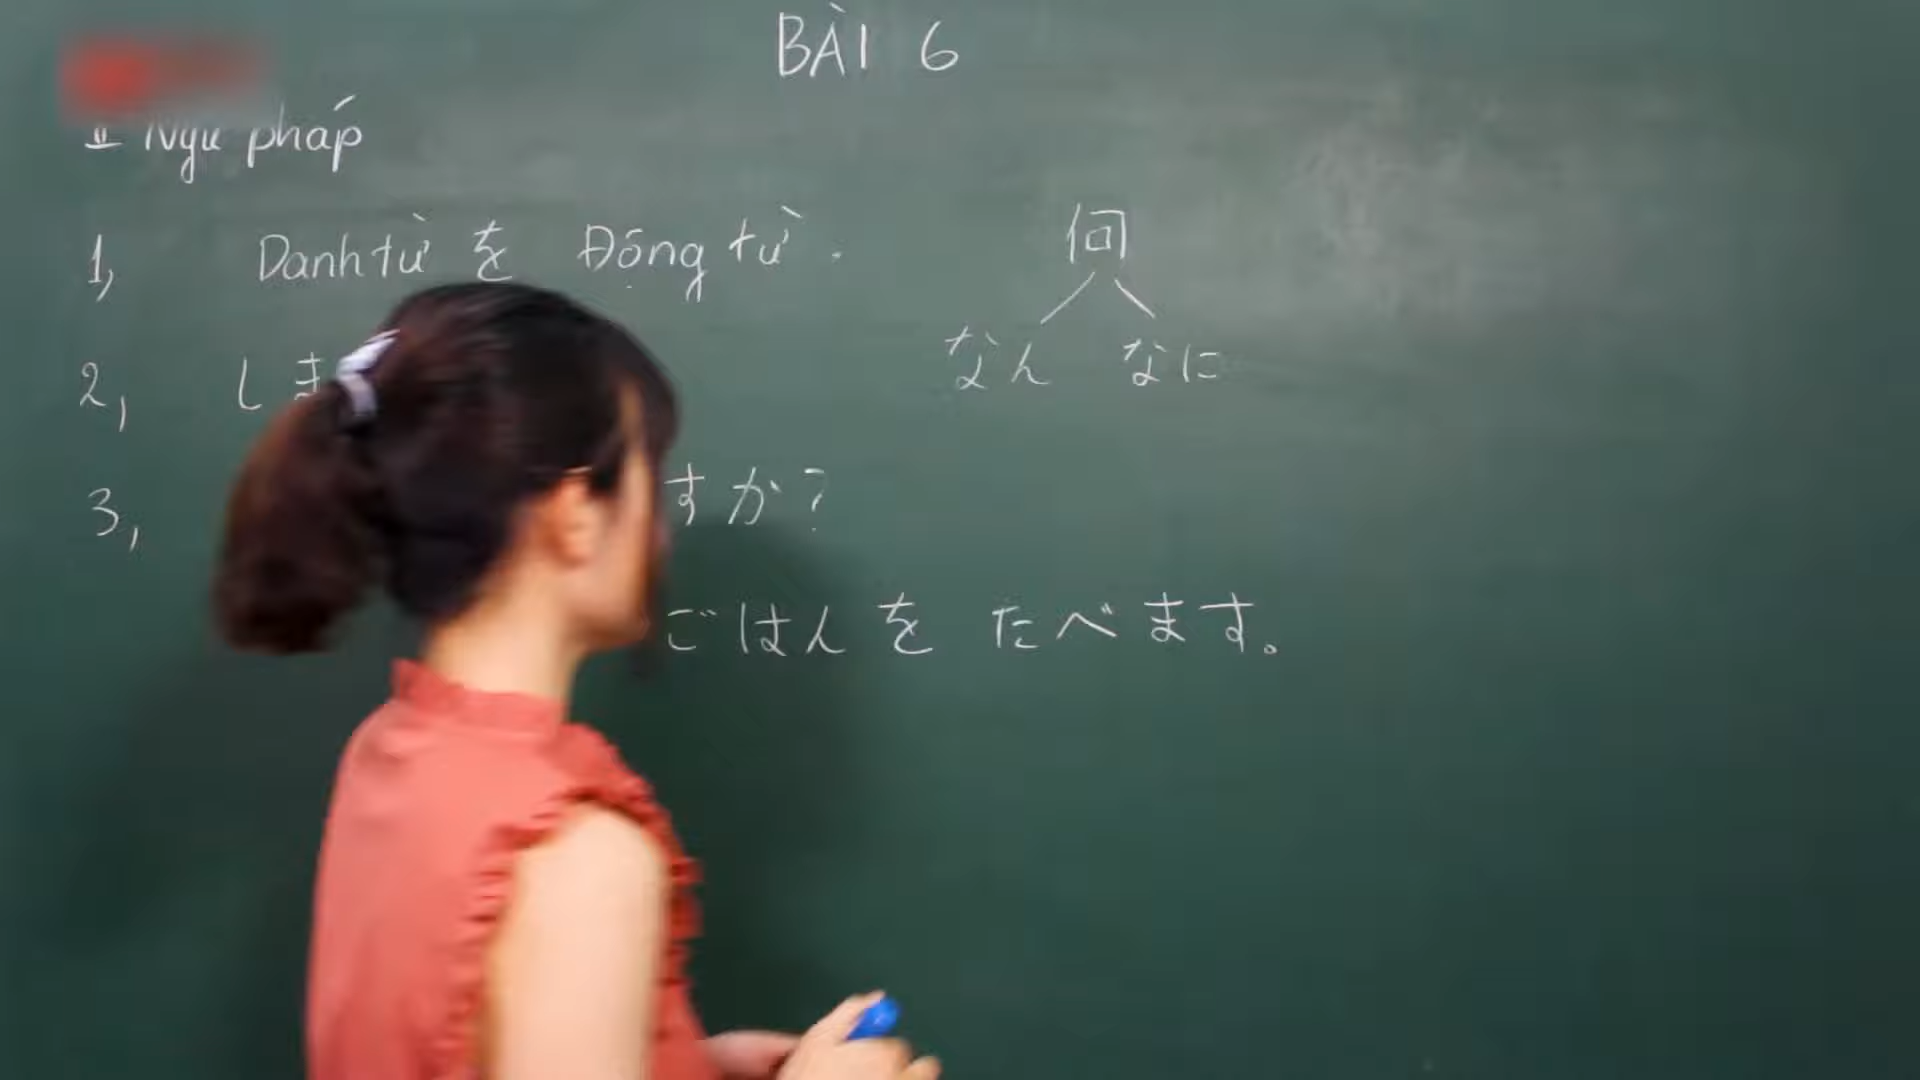 BÀI 6
II Ngữ pháp
1, Danh từ を Động từ.
何
なん なに
2, しま
3, すか?
ごはん を たべます。